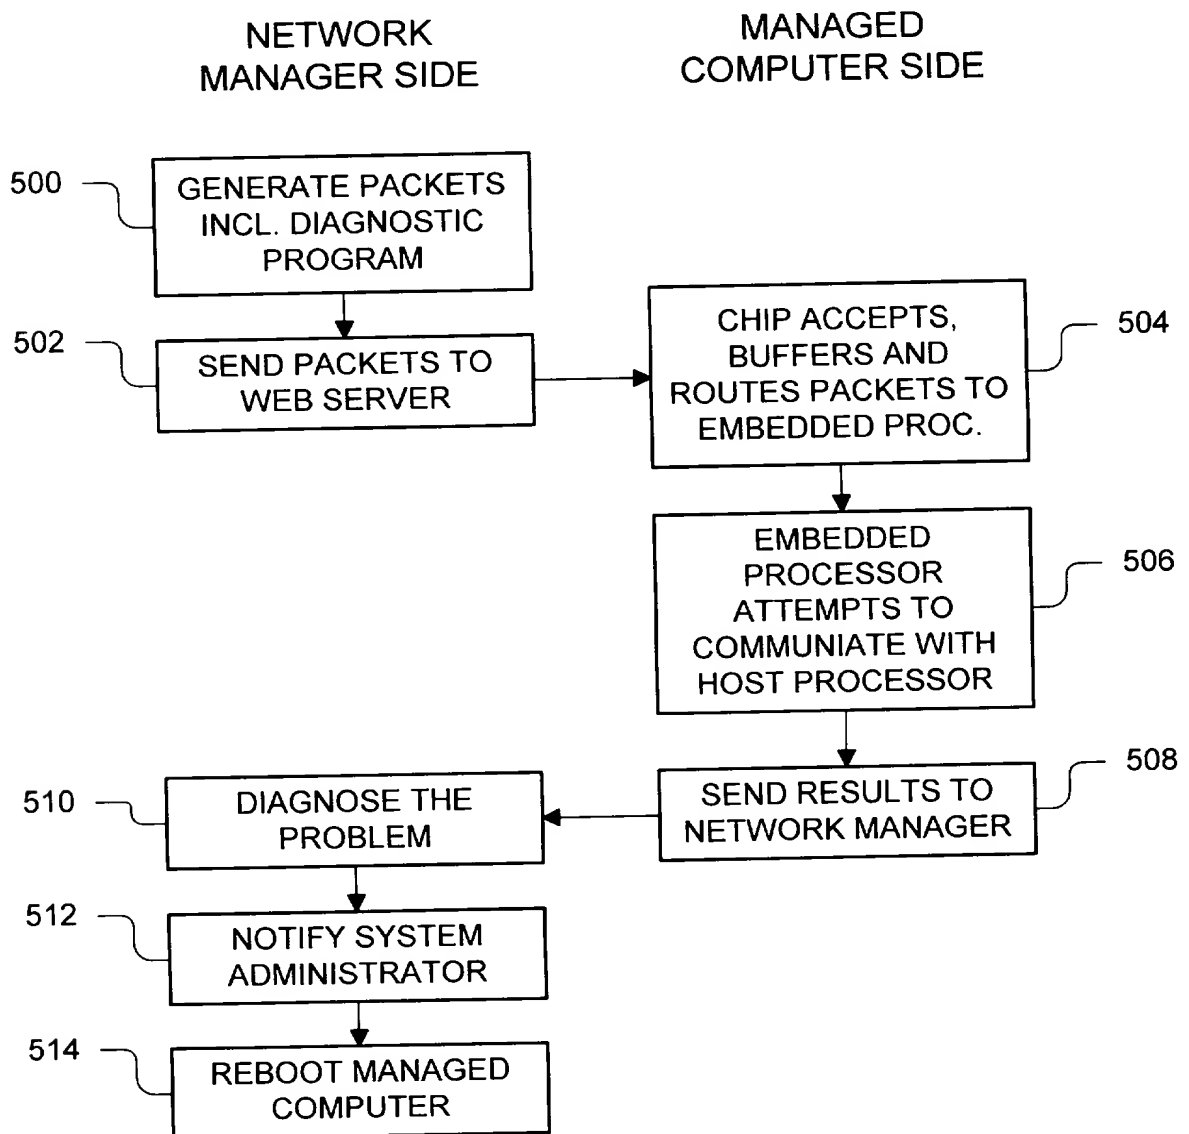 NETWORK
MANAGER SIDE
MANAGED
COMPUTER SIDE
500
GENERATE PACKETS
INCL. DIAGNOSTIC
PROGRAM
502
SEND PACKETS TO
WEB SERVER
CHIP ACCEPTS,
BUFFERS AND
ROUTES PACKETS TO
EMBEDDED PROC.
504
EMBEDDED
PROCESSOR
ATTEMPTS TO
COMMUNIATE WITH
HOST PROCESSOR
506
SEND RESULTS TO
NETWORK MANAGER
508
510
DIAGNOSE THE
PROBLEM
512
NOTIFY SYSTEM
ADMINISTRATOR
514
REBOOT MANAGED
COMPUTER